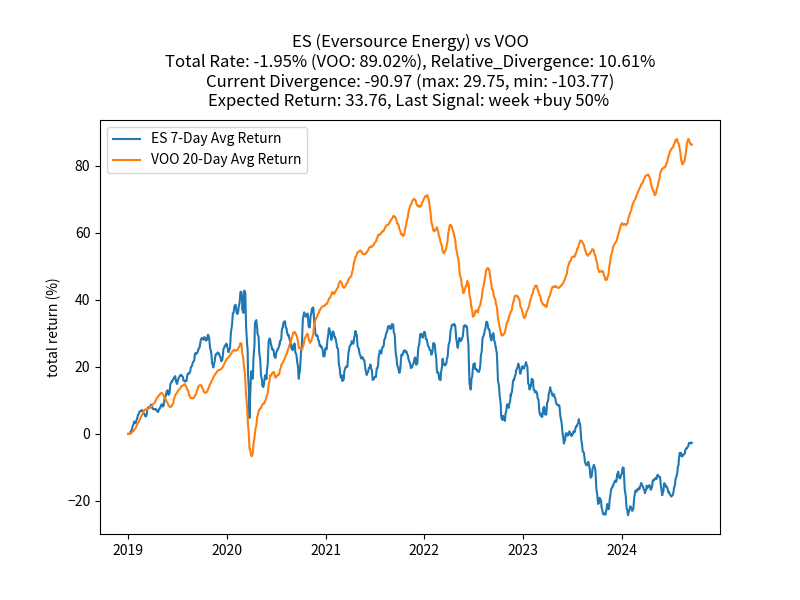 ES (Eversource Energy) vs VOO
Total Rate: -1.95% (VOO: 89.02%), Relative_Divergence: 10.61%
Current Divergence: -90.97 (max: 29.75, min: -103.77)
Expected Return: 33.76, Last Signal: week +buy 50%
ES 7-Day Avg Return
VOO 20-Day Avg Return
total return (%)
80
60
40
20
0
−20
2019 2020 2021 2022 2023 2024